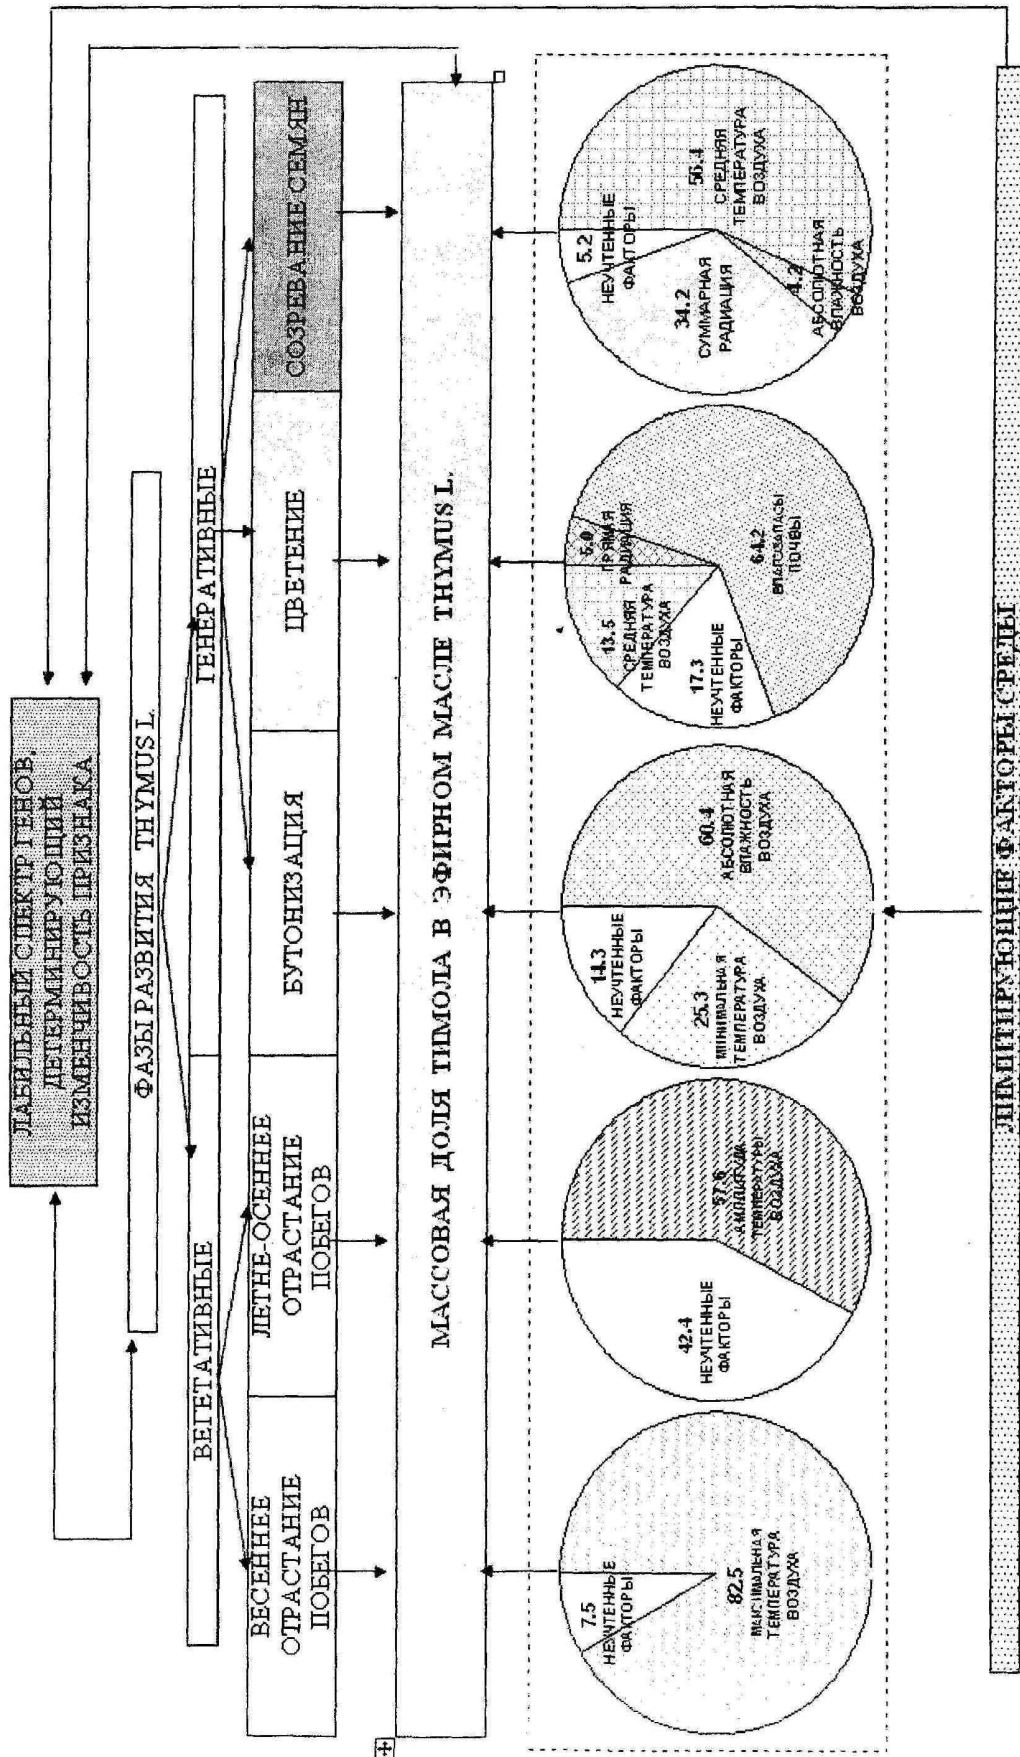 ЛАБИЛЬНЫЙ СПЕКТР ГЕНОВ,
ДЕТЕРМИНИРУЮЩИЙ
ИЗМЕНЧИВОСТЬ ПРИЗНАКА
ФАЗЫ РАЗВИТИЯ THYMUS L.
ВЕГЕТАТИВНЫЕ
ГЕНЕРАТИВНЫЕ
ВЕСЕННЕЕ
ОТРАСТАНИЕ
ПОБЕГОВ
ЛЕТНЕ-ОСЕННЕЕ
ОТРАСТАНИЕ
ПОБЕГОВ
БУТОНИЗАЦИЯ
ЦВЕТЕНИЕ
СОЗРЕВАНИЕ СЕМЯН
МАССОВАЯ ДОЛЯ ТИМОЛА В ЭФИРНОМ МАСЛЕ THYMUS L.
7.5
НЕУЧТЕННЫЕ
ФАКТОРЫ
82.5
МАКСИМАЛЬНАЯ
ТЕМПЕРАТУРА
ВОЗДУХА
42.4
НЕУЧТЕННЫЕ
ФАКТОРЫ
57.6
АМПЛИТУДА
ТЕМПЕРАТУРЫ
ВОЗДУХА
14.3
НЕУЧТЕННЫЕ
ФАКТОРЫ
25.3
МИНИМАЛЬНАЯ
ТЕМПЕРАТУРА
ВОЗДУХА
60.4
АБСОЛЮТНАЯ
ВЛАЖНОСТЬ
ВОЗДУХА
13.5
СРЕДНЯЯ
ТЕМПЕРАТУРА
ВОЗДУХА
5.0
ПРЯМАЯ
РАДИАЦИЯ
17.3
НЕУЧТЕННЫЕ
ФАКТОРЫ
64.2
ВЛАГОЗАПАСЫ
ПОЧВЫ
5.2
НЕУЧТЕННЫЕ
ФАКТОРЫ
34.2
СУММАРНАЯ
РАДИАЦИЯ
56.4
СРЕДНЯЯ
ТЕМПЕРАТУРА
ВОЗДУХА
4.2
АБСОЛЮТНАЯ
ВЛАЖНОСТЬ
ВОЗДУХА
ЛИМИТИРУЮЩИЕ ФАКТОРЫ СРЕДЫ